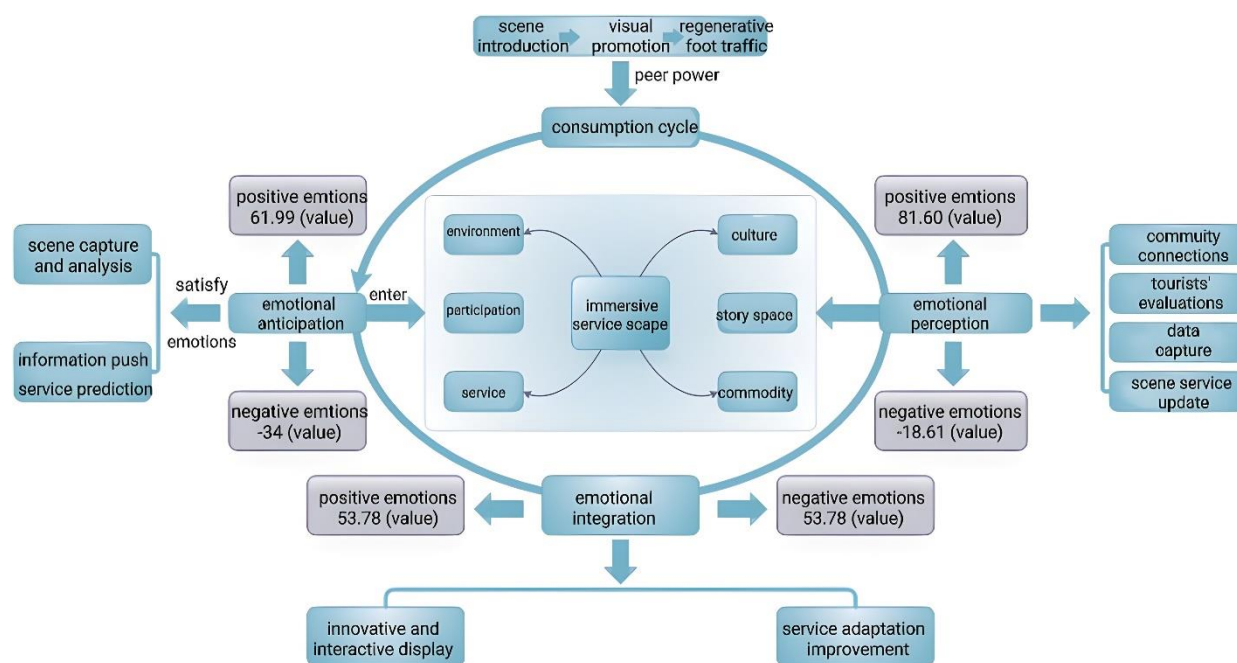 scene
introduction
visual
promotion
regenerative
foot traffic
peer power
consumption cycle
positive emtions
61.99 (value)
positive emtions
81.60 (value)
scene capture
and analysis
satisfy
emotions
information push
service prediction
emotional
anticipation
enter
negative emtions
-34 (value)
environment
participation
service
immersive
service scape
culture
story space
commodity
emotional
perception
negative emotions
-18.61 (value)
commuity
connections
tourists'
evaluations
data
capture
scene service
update
positive emotions
53.78 (value)
emotional
integration
negative emotions
53.78 (value)
innovative and
interactive display
service adaptation
improvement